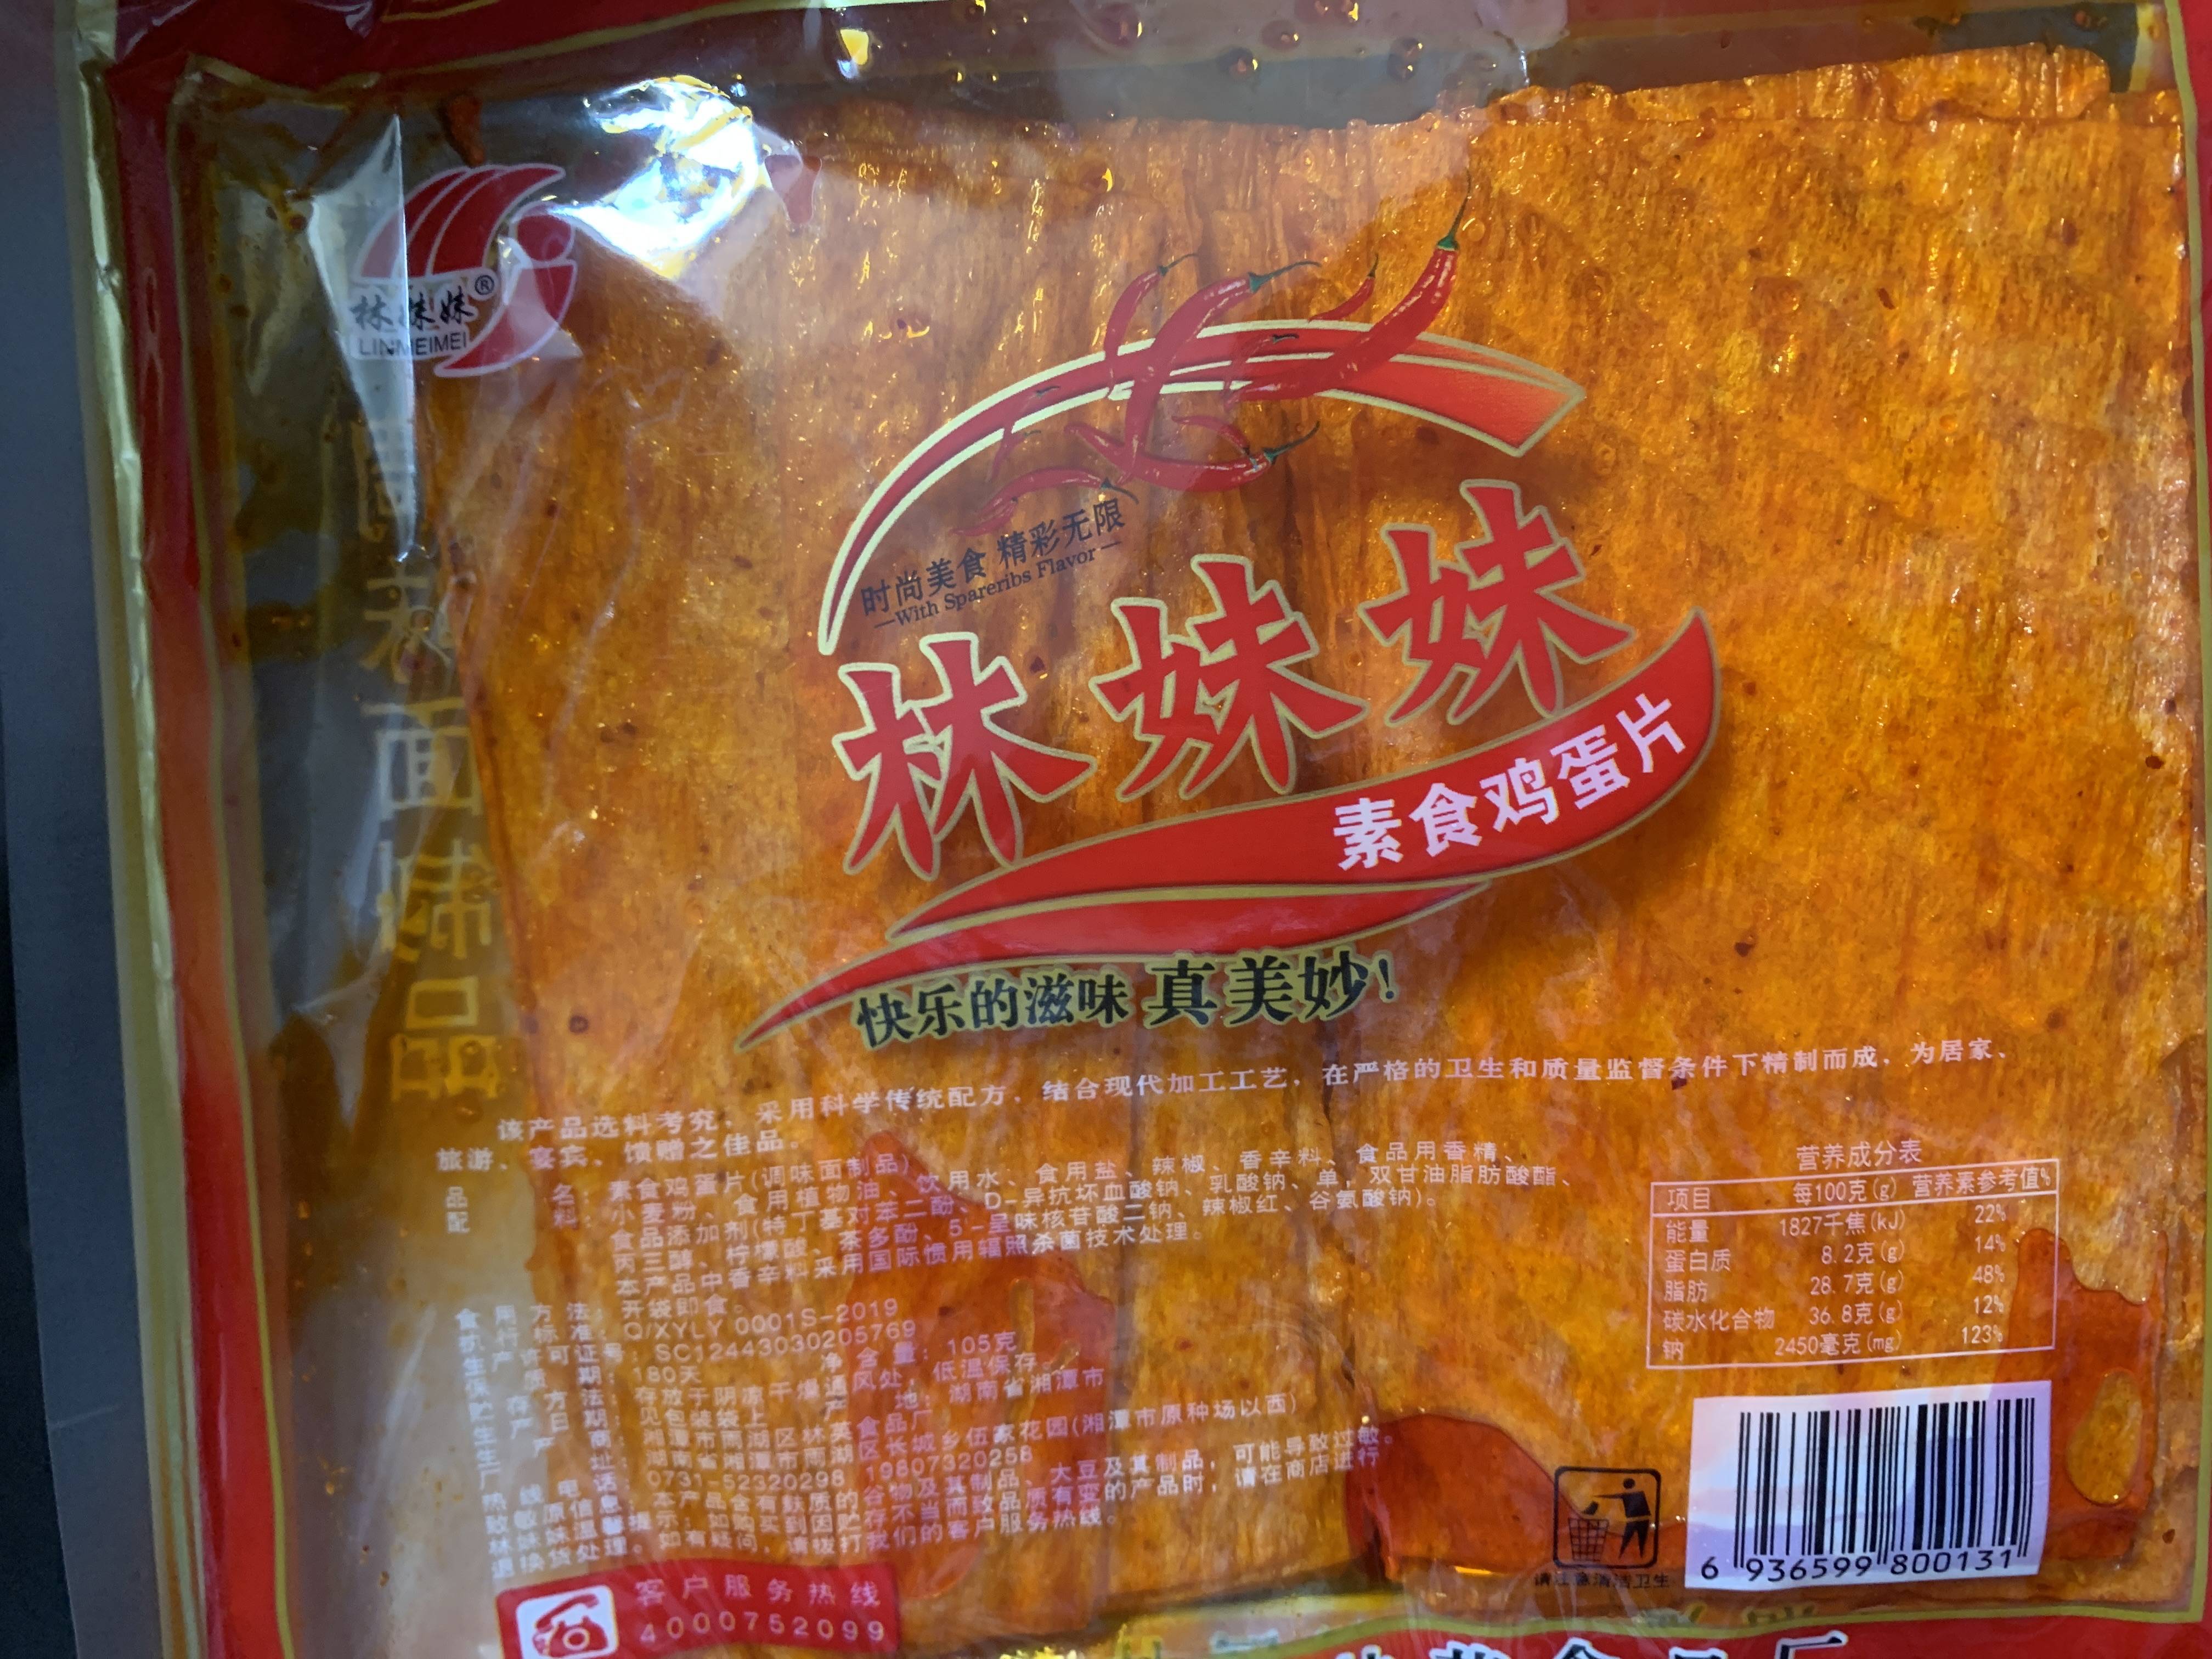 林妹妹®
LINMEIMEI
时尚美食 精彩无限
—With Spareribs Flavor—
林妹妹
素食鸡蛋片
快乐的滋味 真美妙!
调味面制品
该产品选料考究、采用科学传统配方，结合现代加工工艺，在严格的卫生和质量监督条件下精制而成，为居家、
旅游、宴宾、馈赠之佳品。
品 名：素食鸡蛋片(调味面制品)
配 料：小麦粉、食用植物油、饮用水、食用盐、辣椒、香辛料、食品用香精、
食品添加剂(特丁基对苯二酚、D-异抗坏血酸钠、乳酸钠、单，双甘油脂肪酸酯、
丙三醇、柠檬酸、茶多酚、5'-呈味核苷酸二钠、辣椒红、谷氨酸钠)。
本产品中香辛料采用国际惯用辐照杀菌技术处理。
食用方法：开袋即食。
执行标准：Q/XYLY 0001S-2019
生产许可证号：SC12443030205769
保质期：180天 净含量：105克
贮存方法：存放于阴凉干燥通风处，低温保存。
生产日期：见包装袋上 产地：湖南省湘潭市
生产商：湘潭市雨湖区林英食品厂
厂址：湖南省湘潭市雨湖区长城乡伍家花园(湘潭市原种场以西)
热线电话：0731-52320298 19807320258
致敏原信息：本产品含有麸质的谷物及其制品、大豆及其制品，可能导致过敏。
林妹妹温馨提示：如购买到因贮存不当而致品质有变的产品时，请在商店进行
退换货处理。如有疑问，请拨打我们的客户服务热线。
客户服务热线
4000752099
营养成分表
项目 每100克(g) 营养素参考值%
能量 1827千焦(kJ) 22%
蛋白质 8.2克(g) 14%
脂肪 28.7克(g) 48%
碳水化合物 36.8克(g) 12%
钠 2450毫克(mg) 123%
请注意清洁卫生
6 936599 800131